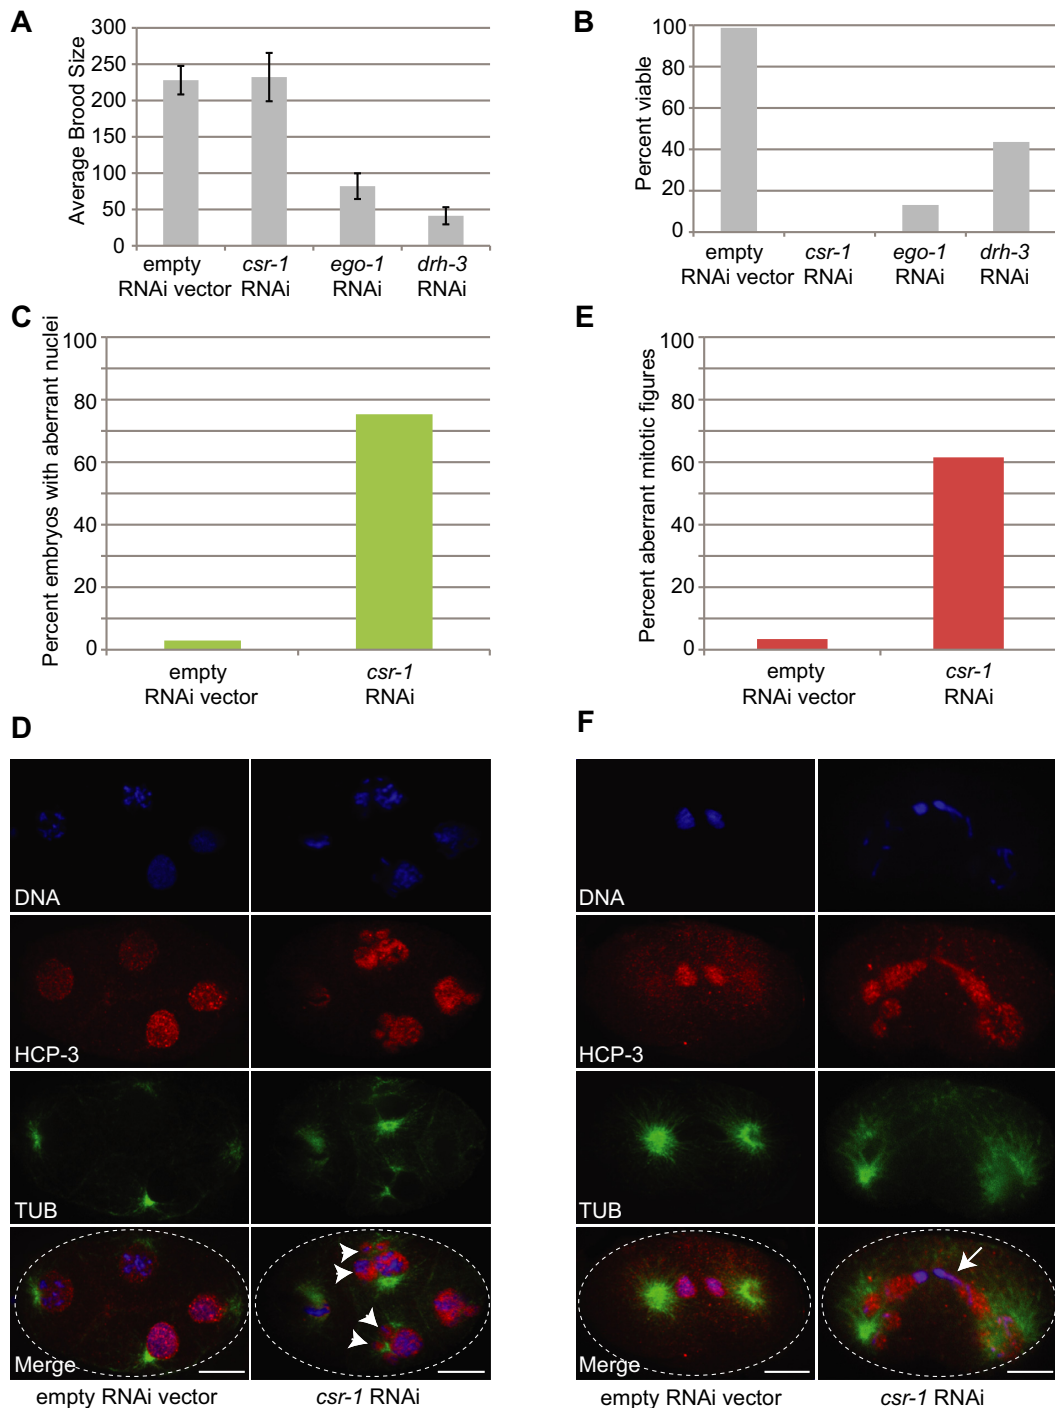 A
Average Brood Size
300
250
200
150
100
50
0
empty
RNAi vector
csr-1
RNAi
ego-1
RNAi
drh-3
RNAi
B
Percent viable
100
80
60
40
20
0
empty
RNAi vector
csr-1
RNAi
ego-1
RNAi
drh-3
RNAi
C
Percent embryos with aberrant nuclei
100
80
60
40
20
0
empty
RNAi vector
csr-1
RNAi
E
Percent aberrant mitotic figures
100
80
60
40
20
0
empty
RNAi vector
csr-1
RNAi
D
DNA
HCP-3
TUB
Merge
empty RNAi vector
csr-1 RNAi
F
DNA
HCP-3
TUB
Merge
empty RNAi vector
csr-1 RNAi